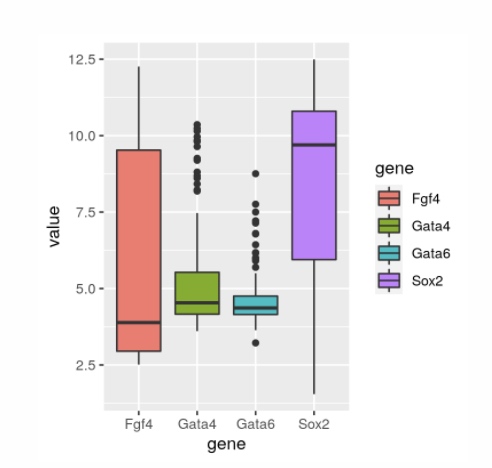 12.5
10.0
7.5
5.0
2.5
value
Fgf4 Gata4 Gata6 Sox2
gene
gene
Fgf4
Gata4
Gata6
Sox2